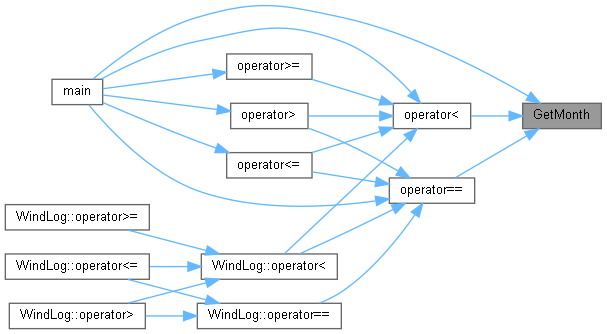 operator>=
main
operator>
operator<
GetMonth
operator<=
operator==
WindLog::operator>=
WindLog::operator<=
WindLog::operator<
WindLog::operator>
WindLog::operator==